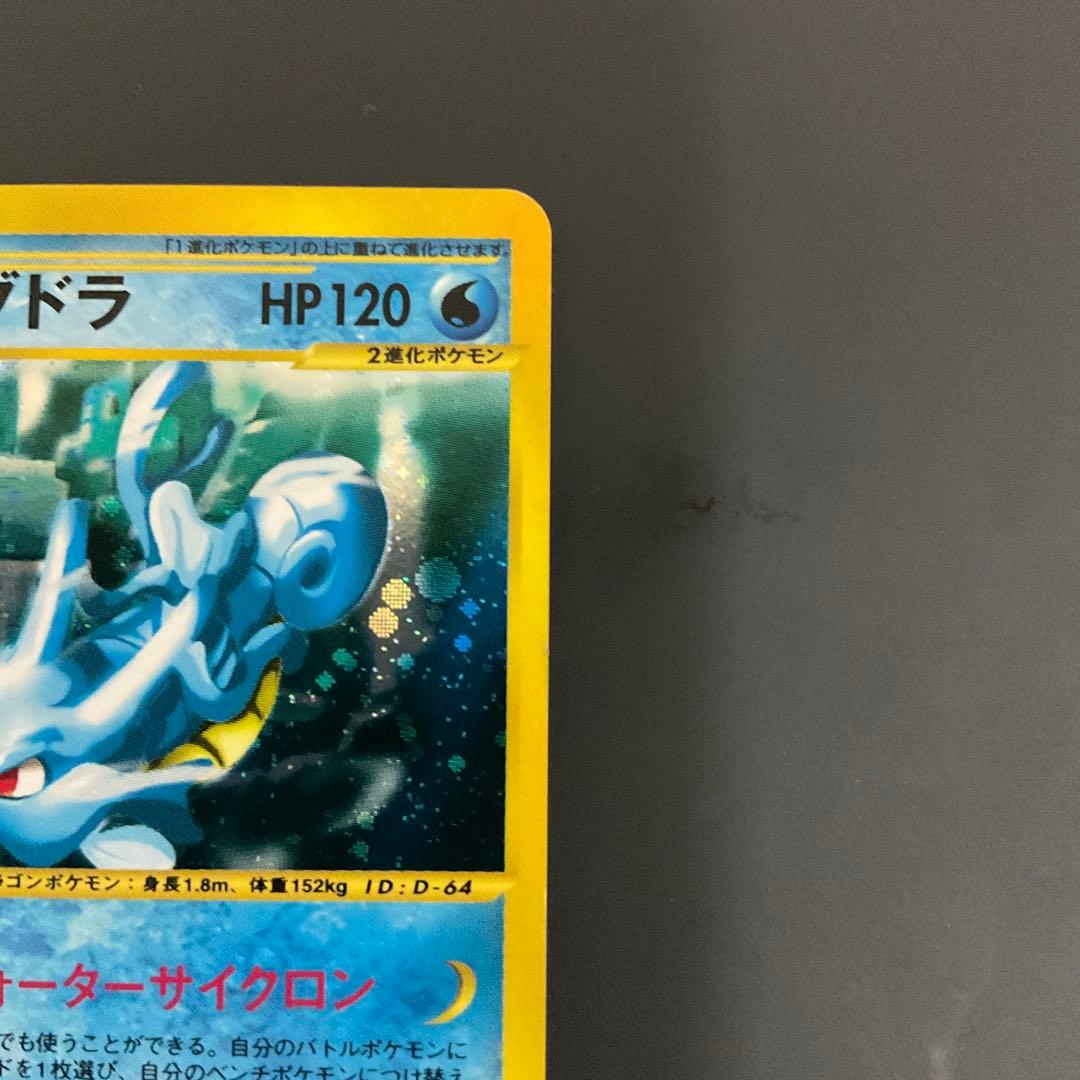 「1進化ポケモン」の上に重ねて進化させます。
グドラ HP120
2進化ポケモン
ラゴンポケモン：身長1.8m、体重152kg ID：D-64
ォーターサイクロン
でも使うことができる。自分のバトルポケモンに
ドを1枚選び、自分のベンチポケモンにつけ替え